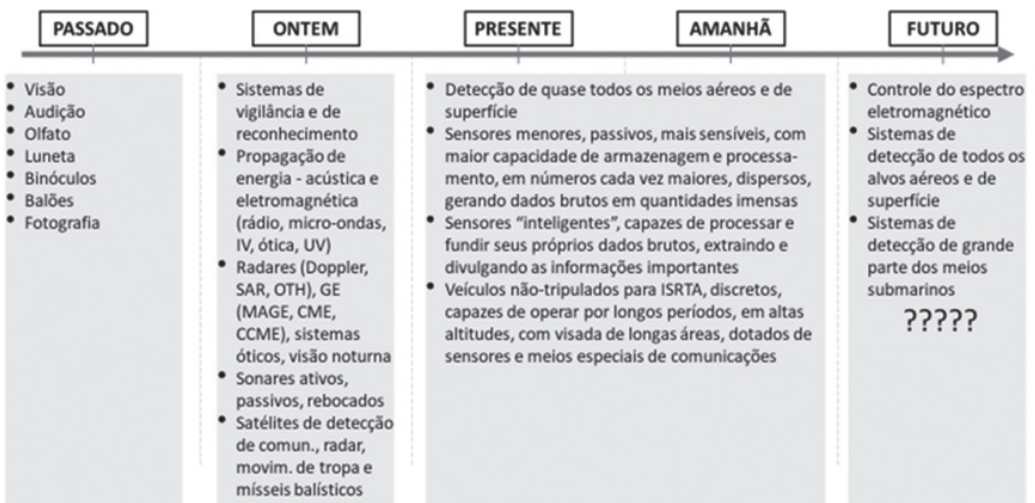 PASSADO
ONTEM
PRESENTE
AMANHÃ
FUTURO
• Visão
• Audição
• Olfato
• Luneta
• Binóculos
• Balões
• Fotografia
• Sistemas de
vigilância e de
reconhecimento
• Propagação de
energia - acústica e
eletromagnética
(rádio, micro-ondas,
IV, ótica, UV)
• Radares (Doppler,
SAR, OTH), GE
(MAGE, CME,
CCME), sistemas
óticos, visão noturna
• Sonares ativos,
passivos, rebocados
• Satélites de detecção
de comun., radar,
movim. de tropa e
mísseis balísticos
• Detecção de quase todos os meios aéreos e de
superfície
• Sensores menores, passivos, mais sensíveis, com
maior capacidade de armazenagem e processa-
mento, em números cada vez maiores, dispersos,
gerando dados brutos em quantidades imensas
• Sensores “inteligentes”, capazes de processar e
fundir seus próprios dados brutos, extraindo e
divulgando as informações importantes
• Veículos não-tripulados para ISRTA, discretos,
capazes de operar por longos períodos, em altas
altitudes, com visada de longas áreas, dotados de
sensores e meios especiais de comunicações
• Controle do espectro
eletromagnético
• Sistemas de
detecção de todos os
alvos aéreos e de
superfície
• Sistemas de
detecção de grande
parte dos meios
submarinos
?????